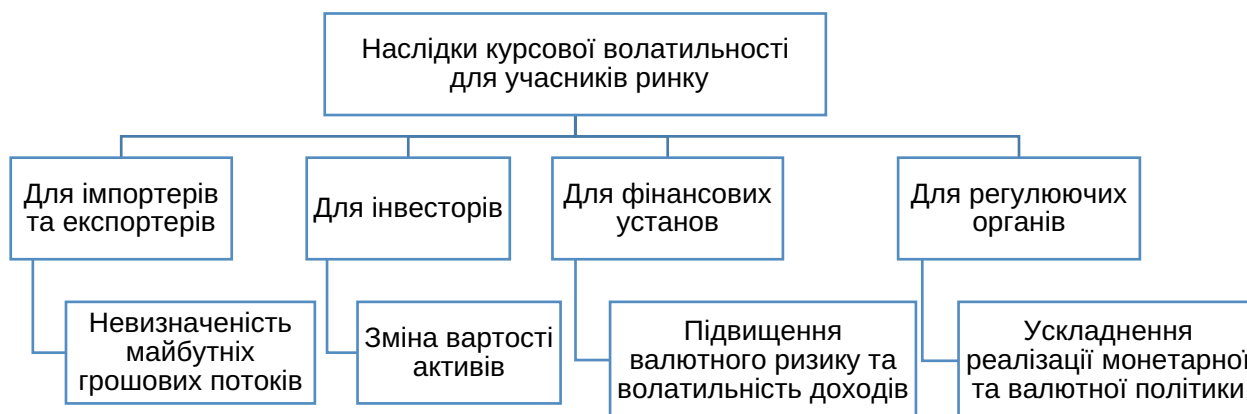 Наслідки курсової волатильності
для учасників ринку
Для імпортерів
та експортерів
Для інвесторів
Для фінансових
установ
Для регулюючих
органів
Невизначеність
майбутніх
грошових потоків
Зміна вартості
активів
Підвищення
валютного ризику та
волатильність доходів
Ускладнення
реалізації монетарної
та валютної політики